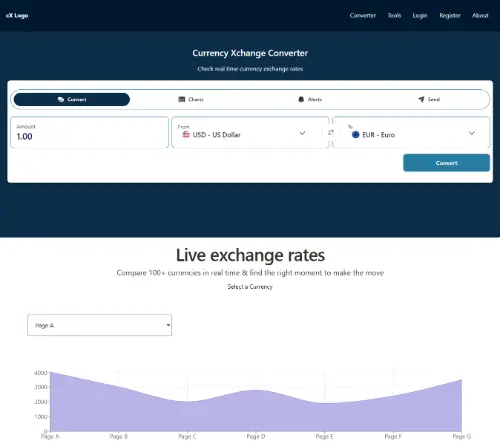 cX Logo
Converter Tools Login Register About
Currency Xchange Converter
Check real time currency exchange rates
Convert Charts Alerts Send
Amount From To
1.00 USD - US Dollar EUR - Euro
Convert
Live exchange rates
Compare 100+ currencies in real time & find the right moment to make the move
Select a Currency
Page A
4000
3000
2000
1000
0
Page A Page B Page C Page D Page E Page F Page G